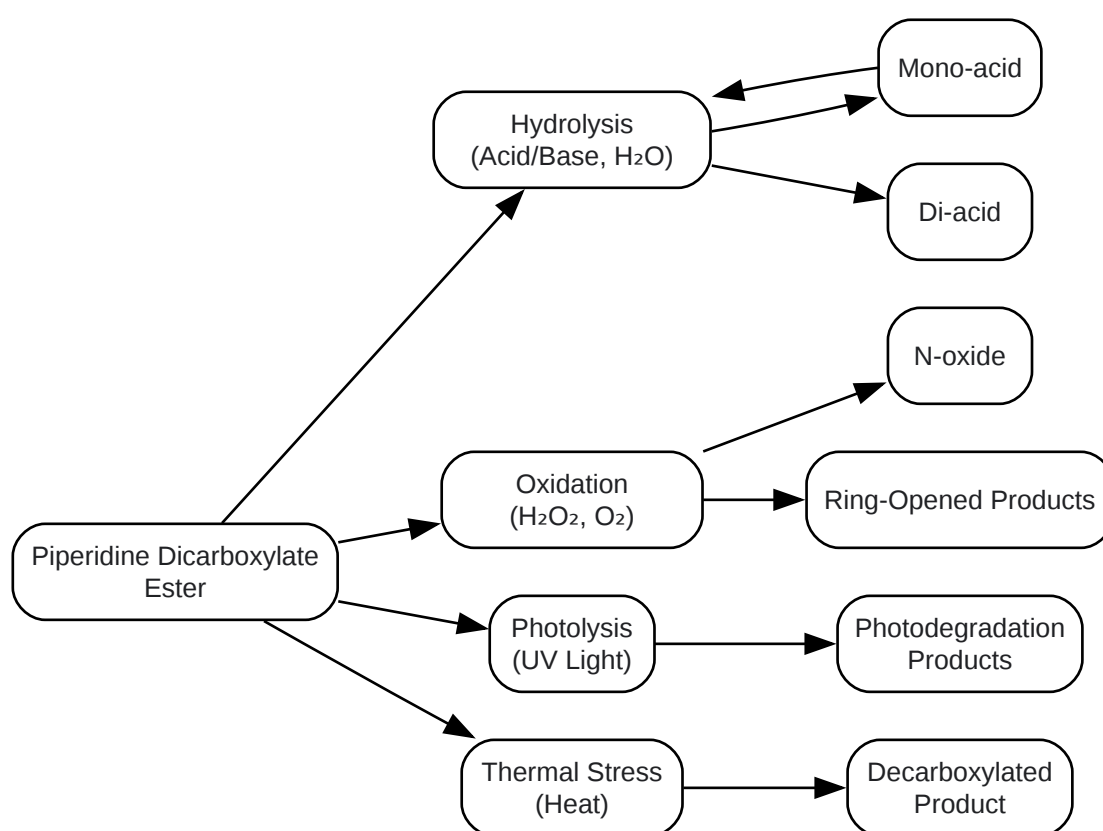 Mono-acid
Hydrolysis
(Acid/Base, H₂O)
Di-acid
N-oxide
Oxidation
(H₂O₂, O₂)
Ring-Opened Products
Piperidine Dicarboxylate
Ester
Photolysis
(UV Light)
Photodegradation
Products
Thermal Stress
(Heat)
Decarboxylated
Product